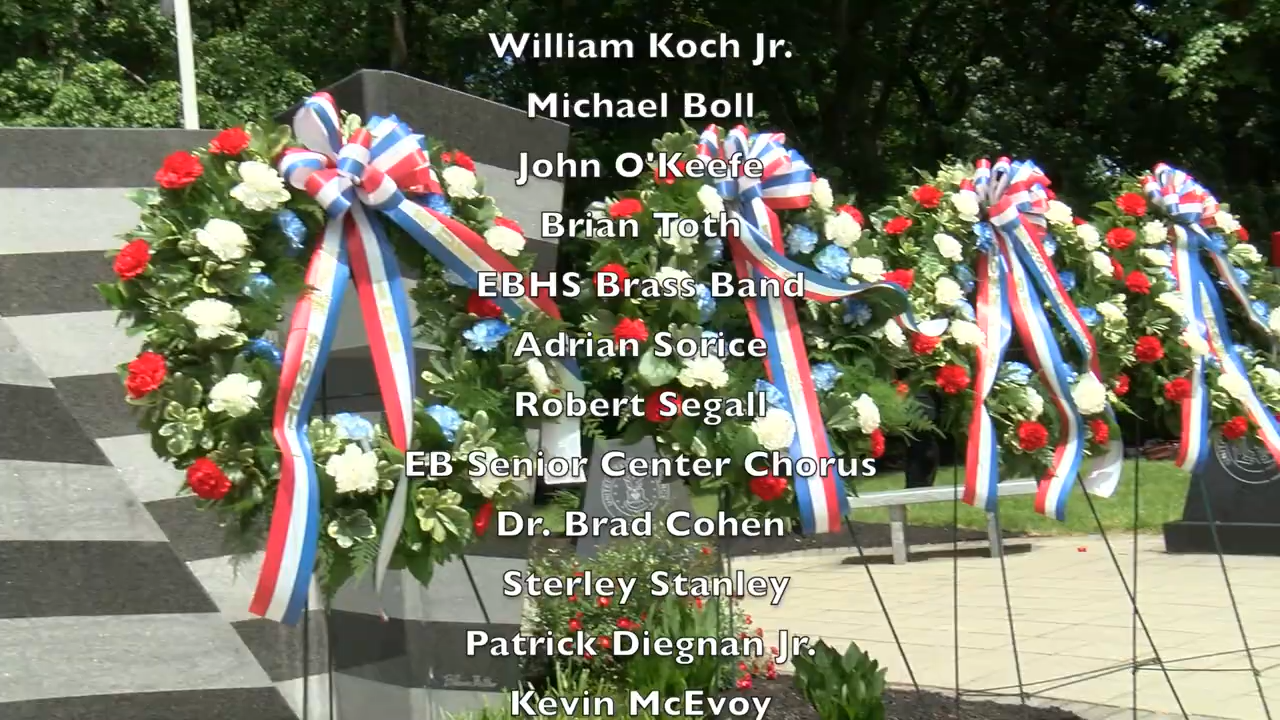 William Koch Jr.
Michael Boll
John O'Keefe
Brian Toth
EBHS Brass Band
Adrian Sorice
Robert Segall
EB Senior Center Chorus
Dr. Brad Cohen
Sterley Stanley
Patrick Diegnan Jr.
Kevin McEvoy